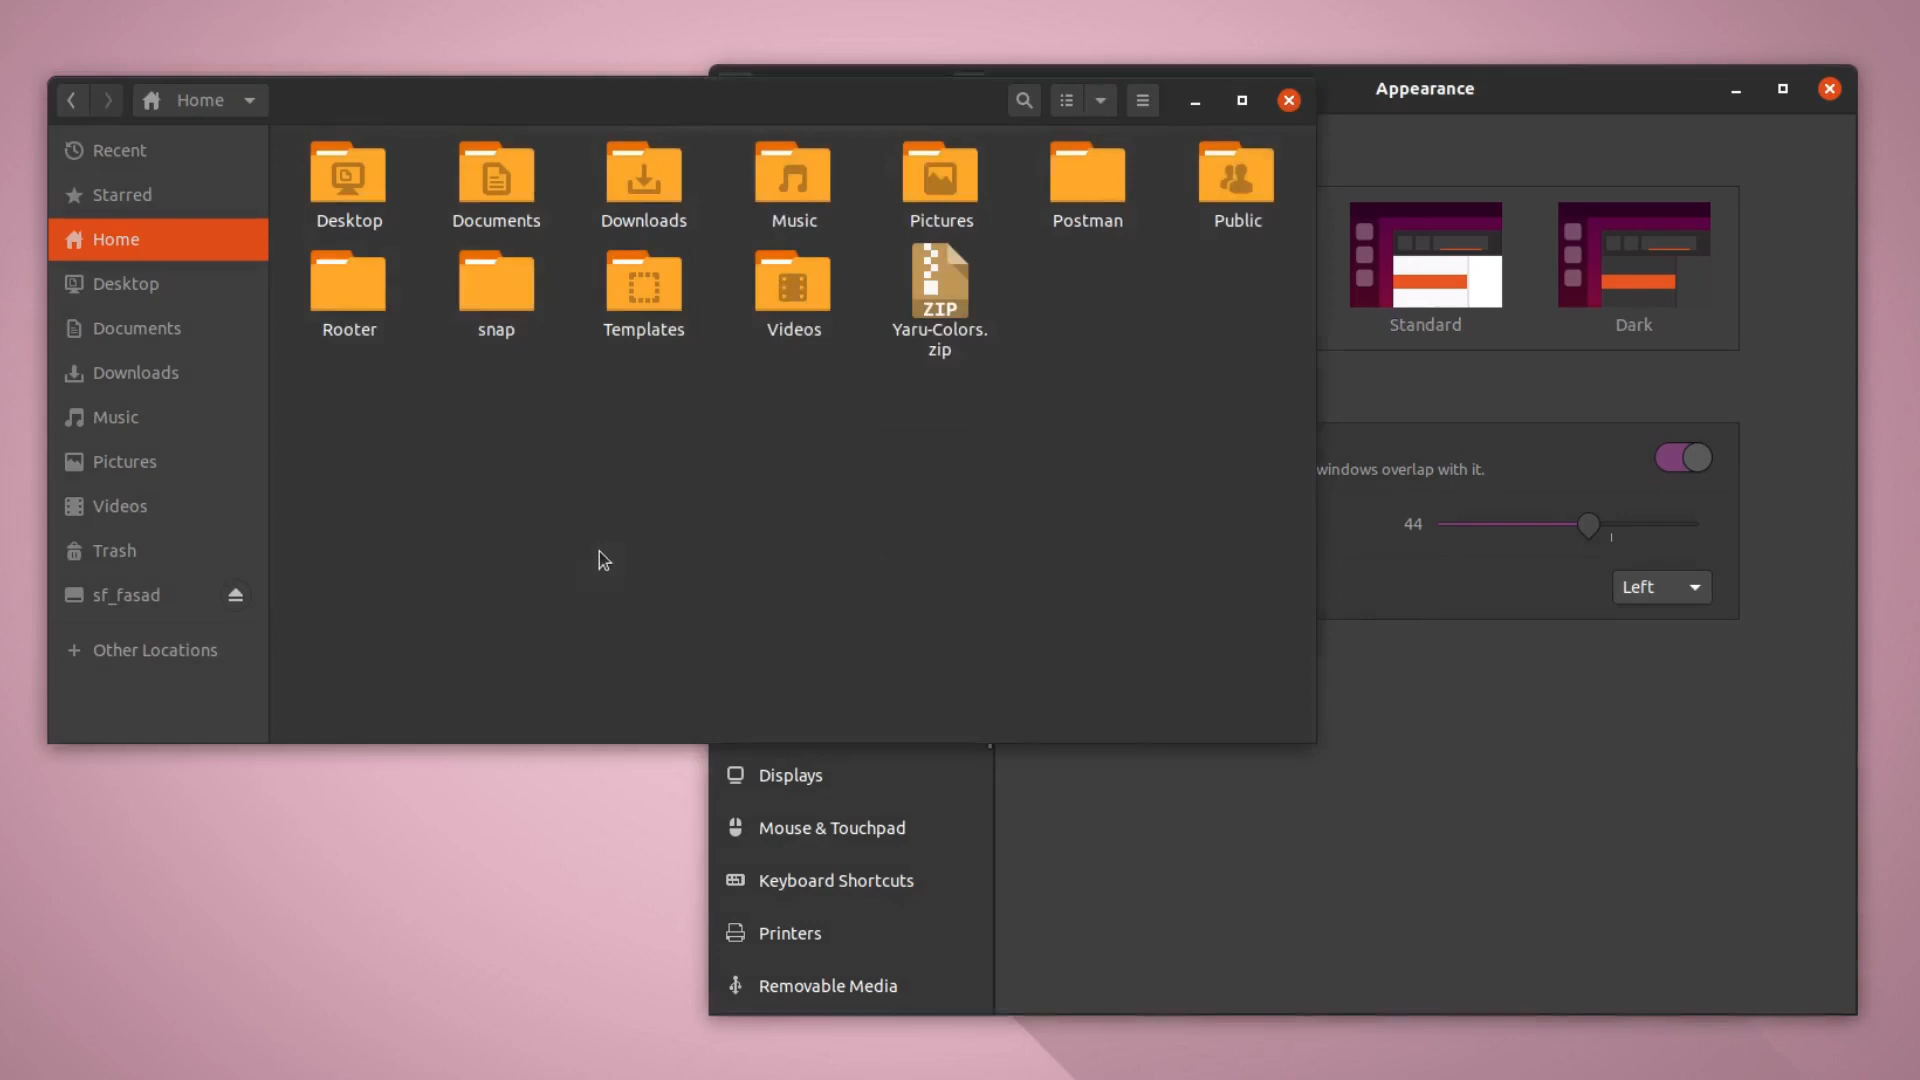 Home
Appearance
Recent
Starred
Home
Desktop
Documents
Downloads
Music
Pictures
Videos
Trash
sf_fasad
Other Locations
Desktop
Documents
Downloads
Music
Pictures
Postman
Public
Rooter
snap
Templates
Videos
ZIP
Yaru-Colors.
zip
Standard
Dark
windows overlap with it.
44
Left
Displays
Mouse & Touchpad
Keyboard Shortcuts
Printers
Removable Media